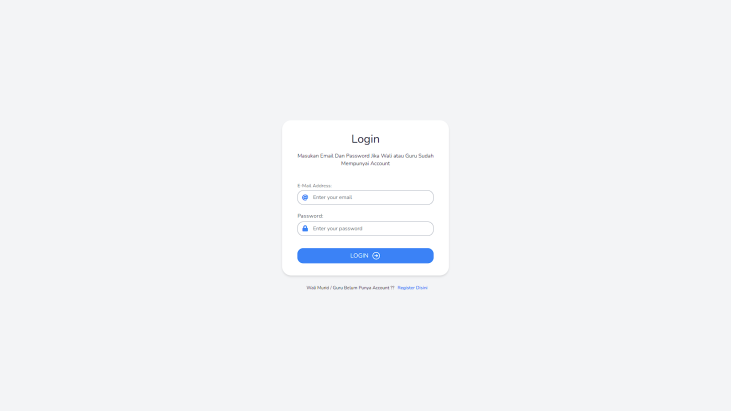 Login
Masukan Email Dan Password Jika Wali atau Guru Sudah
Mempunyai Account
E-Mail Address:
@ Enter your email
Password:
Enter your password
LOGIN
Wali Murid / Guru Belum Punya Account ?? Register Disini